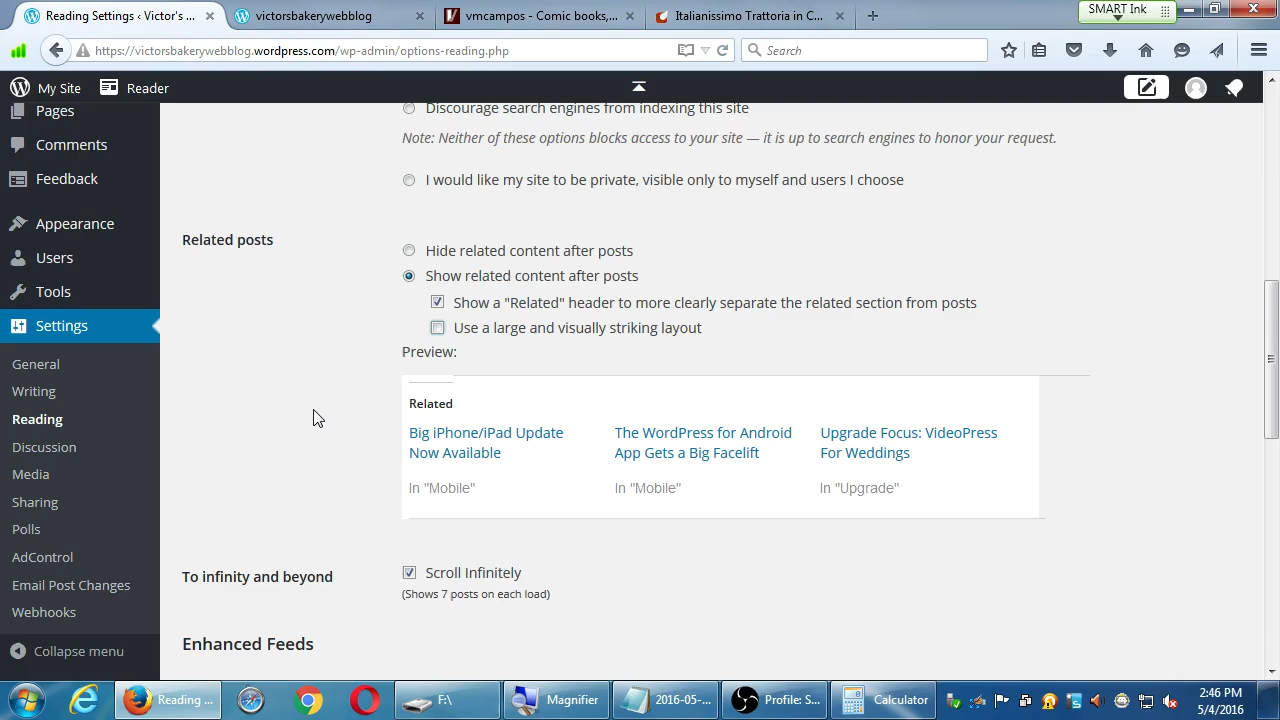 Reading Settings ‹ Victor's ...
victorsbakerywebblog
vmtcampos - Comic books,...
Italianissimo Trattoria in C...
SMART Ink
https://victorsbakerywebblog.wordpress.com/wp-admin/options-reading.php
Search
My Site
Reader
Pages
Comments
Feedback
Appearance
Users
Tools
Settings
General
Writing
Reading
Discussion
Media
Sharing
Polls
AdControl
Email Post Changes
Webhooks
Collapse menu
Discourage search engines from indexing this site
Note: Neither of these options blocks access to your site — it is up to search engines to honor your request.
I would like my site to be private, visible only to myself and users I choose
Related posts
Hide related content after posts
Show related content after posts
Show a "Related" header to more clearly separate the related section from posts
Use a large and visually striking layout
Preview:
Related
Big iPhone/iPad Update
Now Available
In "Mobile"
The WordPress for Android
App Gets a Big Facelift
In "Mobile"
Upgrade Focus: VideoPress
For Weddings
In "Upgrade"
To infinity and beyond
Scroll Infinitely
(Shows 7 posts on each load)
Enhanced Feeds
Reading ...
F:\
Magnifier
2016-05-...
Profile: S...
Calculator
2:46 PM
5/4/2016